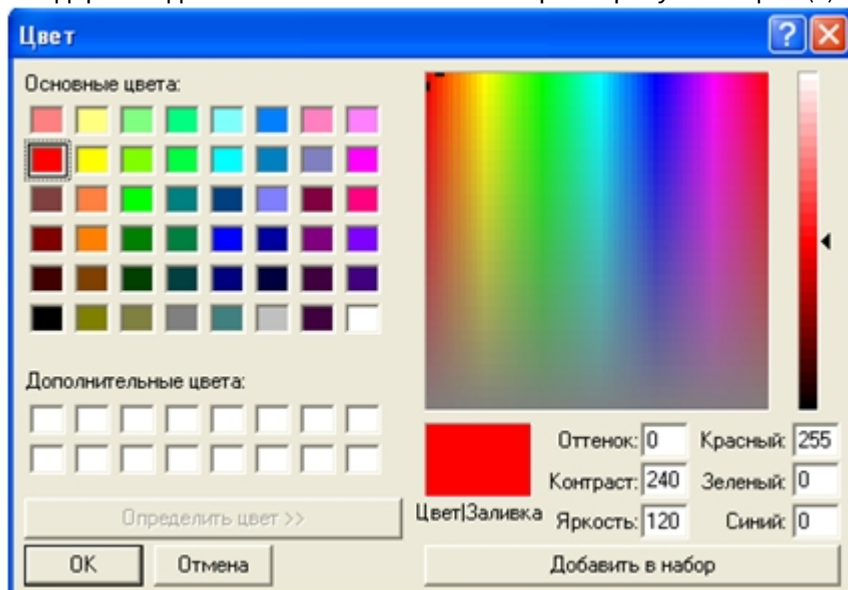 Цвет
Основные цвета:
Дополнительные цвета:
Оттенок: 0 Красный: 255
Контраст: 240 Зеленый: 0
Цвет|Заливка Яркость: 120 Синий: 0
Определить цвет >>
ОК Отмена Добавить в набор